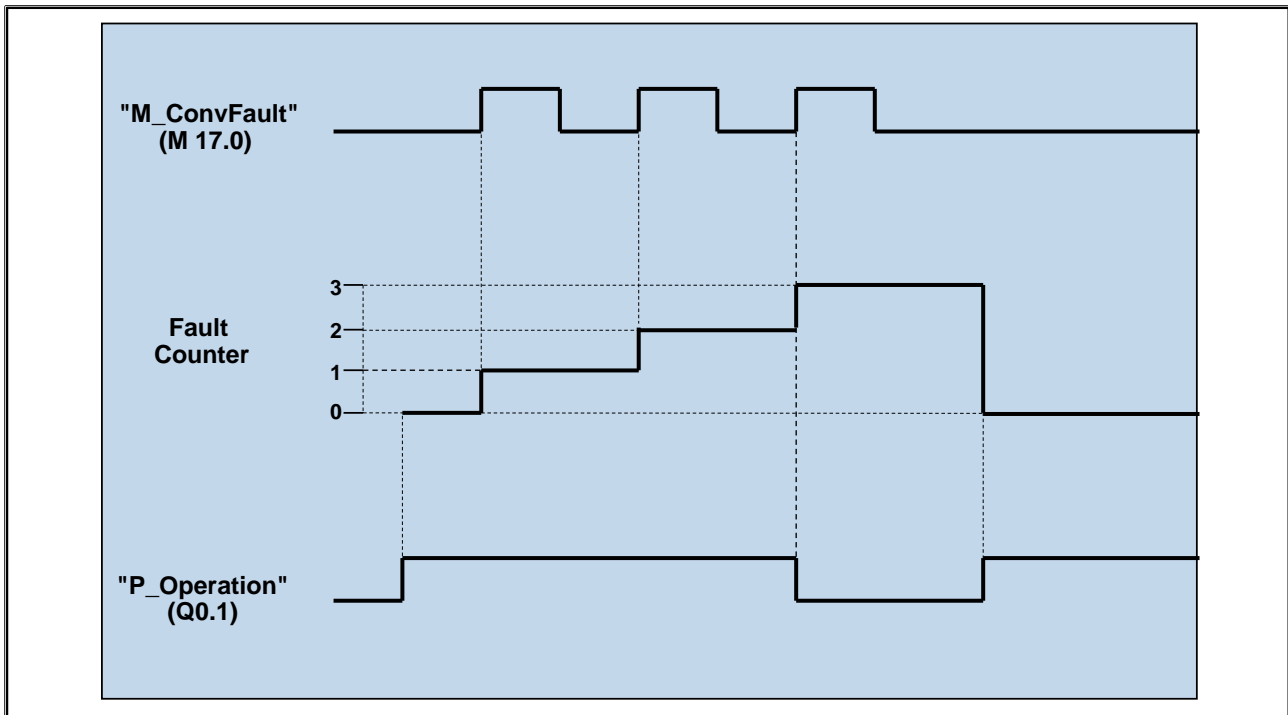 "M_ConvFault"
(M 17.0)
3
2
1
0
Fault
Counter
"P_Operation"
(Q0.1)